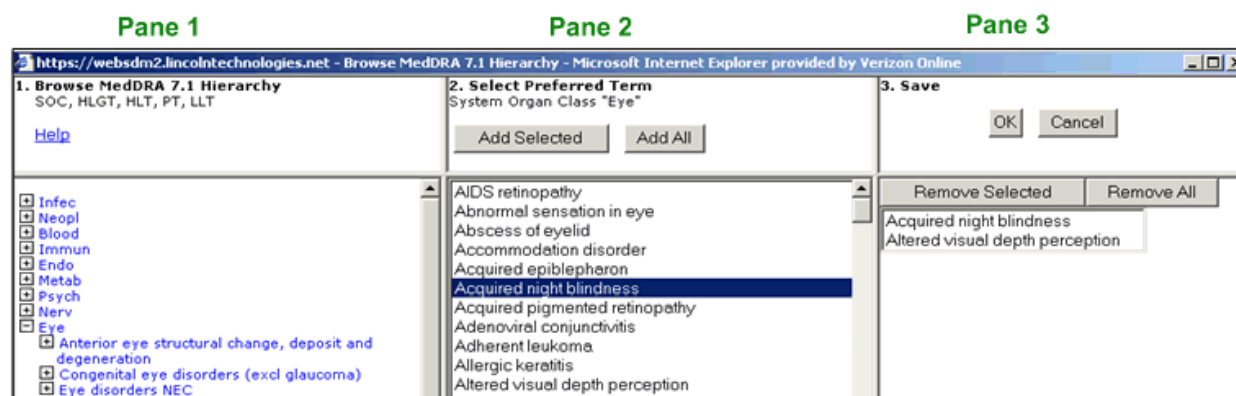 Pane 1
Pane 2
Pane 3
https://websdm2.lincolntechnologies.net - Browse MedDRA 7.1 Hierarchy - Microsoft Internet Explorer provided by Verizon Online
1. Browse MedDRA 7.1 Hierarchy
SOC, HLGT, HLT, PT, LLT
Help
2. Select Preferred Term
System Organ Class "Eye"
Add Selected
Add All
3. Save
OK
Cancel
Infec
Neopl
Blood
Immun
Endo
Metab
Psych
Nerv
Eye
Anterior eye structural change, deposit and
degeneration
Congenital eye disorders (excl glaucoma)
Eye disorders NEC
AIDS retinopathy
Abnormal sensation in eye
Abscess of eyelid
Accommodation disorder
Acquired epiblepharon
Acquired night blindness
Acquired pigmented retinopathy
Adenoviral conjunctivitis
Adherent leukoma
Allergic keratitis
Altered visual depth perception
Remove Selected
Remove All
Acquired night blindness
Altered visual depth perception